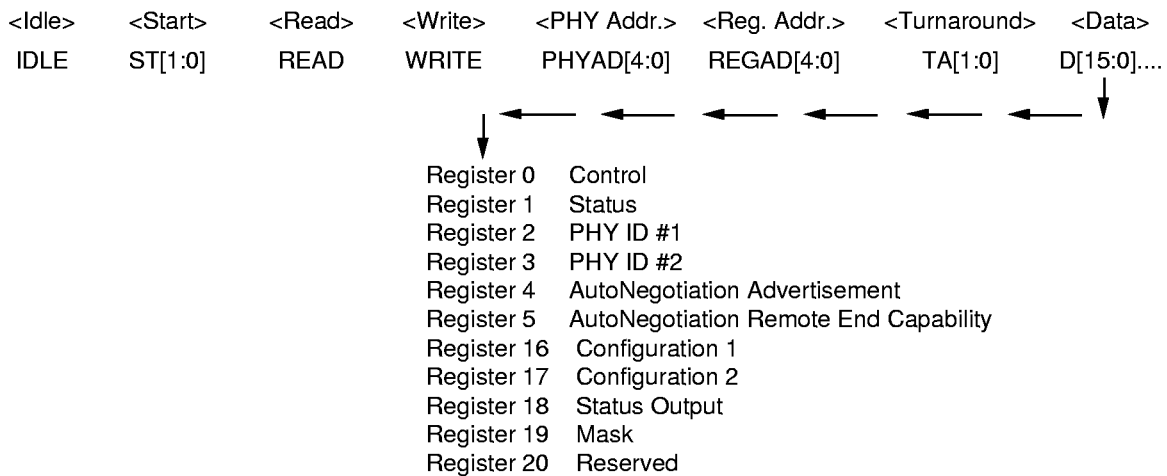 <Idle> <Start> <Read> <Write> <PHY Addr.> <Reg. Addr.> <Turnaround> <Data>
IDLE ST[1:0] READ WRITE PHYAD[4:0] REGAD[4:0] TA[1:0] D[15:0]....
Register 0 Control
Register 1 Status
Register 2 PHY ID #1
Register 3 PHY ID #2
Register 4 AutoNegotiation Advertisement
Register 5 AutoNegotiation Remote End Capability
Register 16 Configuration 1
Register 17 Configuration 2
Register 18 Status Output
Register 19 Mask
Register 20 Reserved